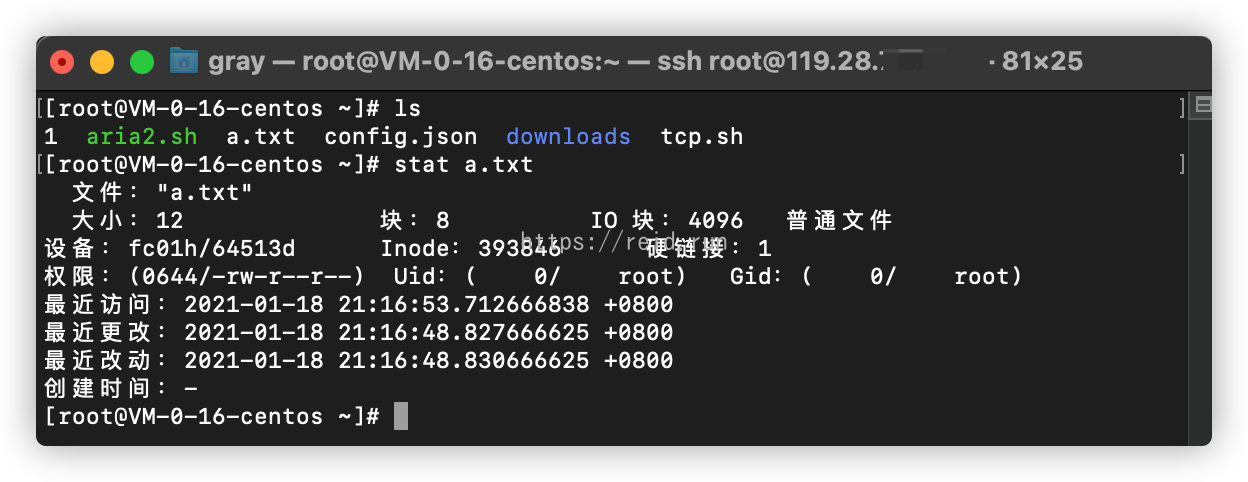 gray — root@VM-0-16-centos:~ — ssh root@119.28. · 81×25
[[root@VM-0-16-centos ~]# ls ]
1 aria2.sh a.txt config.json downloads tcp.sh
[[root@VM-0-16-centos ~]# stat a.txt ]
文件："a.txt"
大小：12 块：8 IO 块：4096 普通文件
设备：fc01h/64513d Inode：393846 硬链接：1
https://reid.run
权限：(0644/-rw-r--r--) Uid：( 0/ root) Gid：( 0/ root)
最近访问：2021-01-18 21:16:53.712666838 +0800
最近更改：2021-01-18 21:16:48.827666625 +0800
最近改动：2021-01-18 21:16:48.830666625 +0800
创建时间：-
[root@VM-0-16-centos ~]#